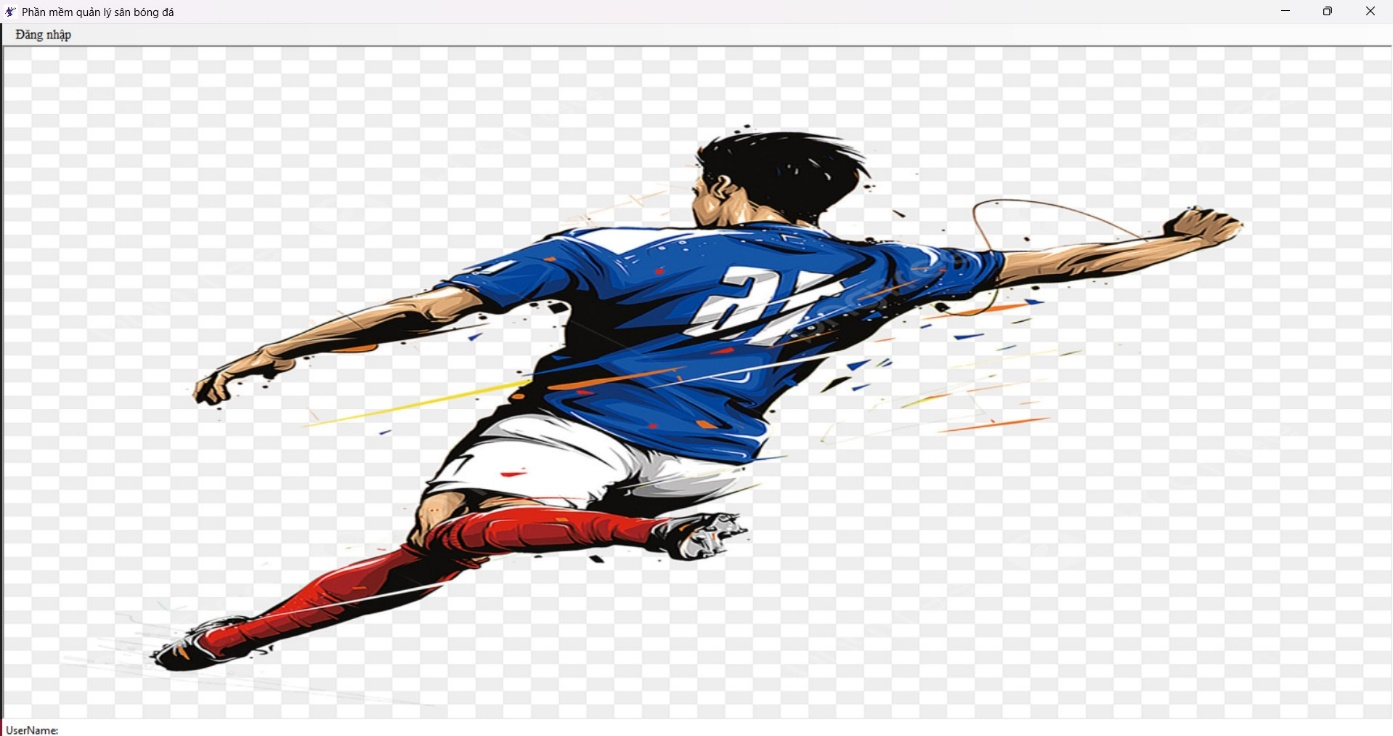 Phần mềm quản lý sân bóng đá
Đăng nhập
UserName: